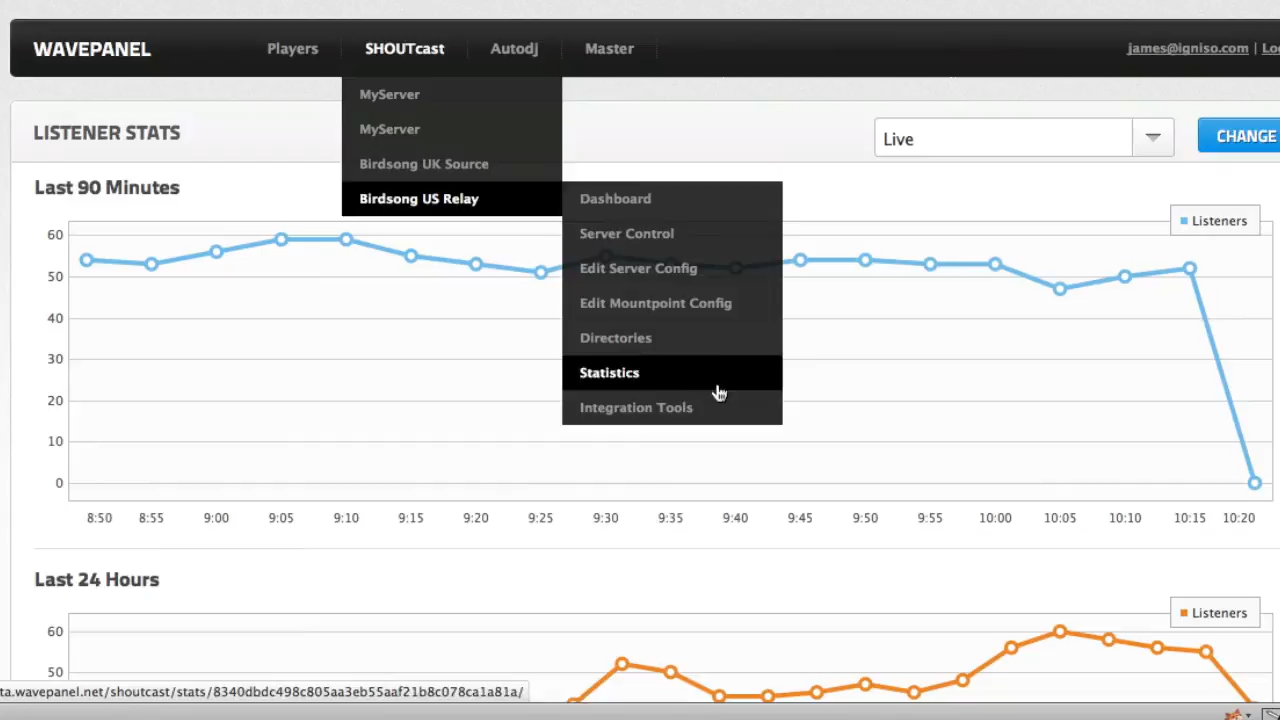 WAVEPANEL
Players
SHOUTcast
Autodj
Master
james@igniso.com | Lo
MyServer
MyServer
Birdsong UK Source
Birdsong US Relay
Dashboard
Server Control
Edit Server Config
Edit Mountpoint Config
Directories
Statistics
Integration Tools
LISTENER STATS
Live
CHANGE
Last 90 Minutes
Listeners
60
50
40
30
20
10
0
8:50 8:55 9:00 9:05 9:10 9:15 9:20 9:25 9:30 9:35 9:40 9:45 9:50 9:55 10:00 10:05 10:10 10:15 10:20
Last 24 Hours
Listeners
60
50
ta.wavepanel.net/shoutcast/stats/8340dbdc498c805aa3eb55aaf21b8c078ca1a81a/